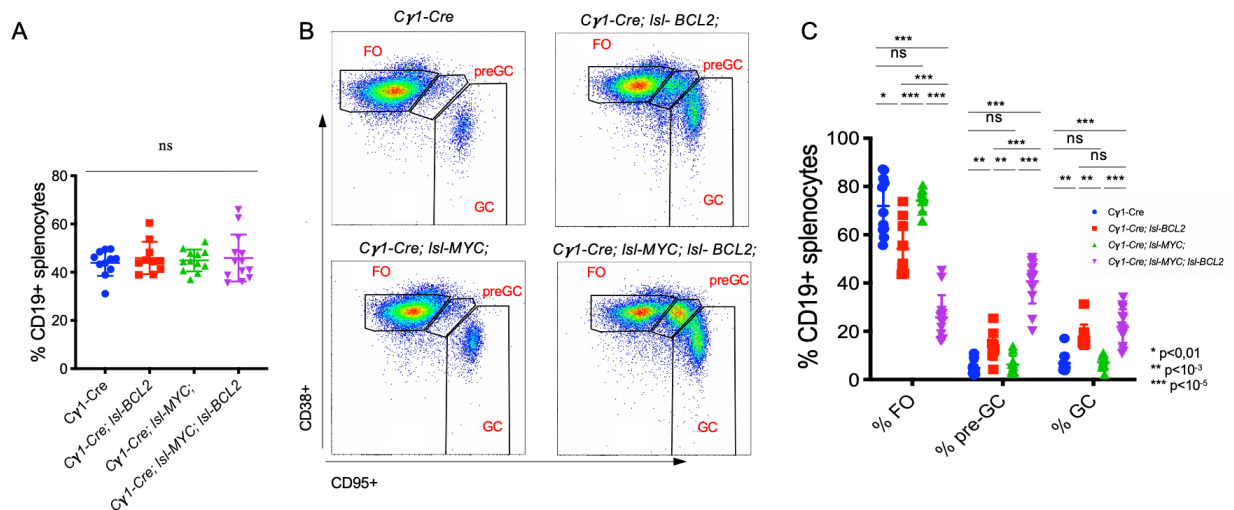 A
ns
% CD19+ splenocytes
80
60
40
20
0
Cγ1-Cre
Cγ1-Cre; lsl-BCL2
Cγ1-Cre; lsl-MYC;
Cγ1-Cre; lsl-MYC; lsl-BCL2
B
Cγ1-Cre
FO
preGC
GC
Cγ1-Cre; lsl- BCL2;
FO
preGC
GC
Cγ1-Cre; lsl-MYC;
FO
preGC
GC
Cγ1-Cre; lsl-MYC; lsl- BCL2;
FO
preGC
GC
CD38+
CD95+
C
***
ns
***
* *** ***
***
ns
***
** ** ***
***
ns
ns
** ** ***
% CD19+ splenocytes
100
80
60
40
20
0
% FO
% pre-GC
% GC
Cγ1-Cre
Cγ1-Cre; lsl-BCL2
Cγ1-Cre; lsl-MYC;
Cγ1-Cre; lsl-MYC; lsl-BCL2
* p<0,01
** p<10-3
*** p<10-5